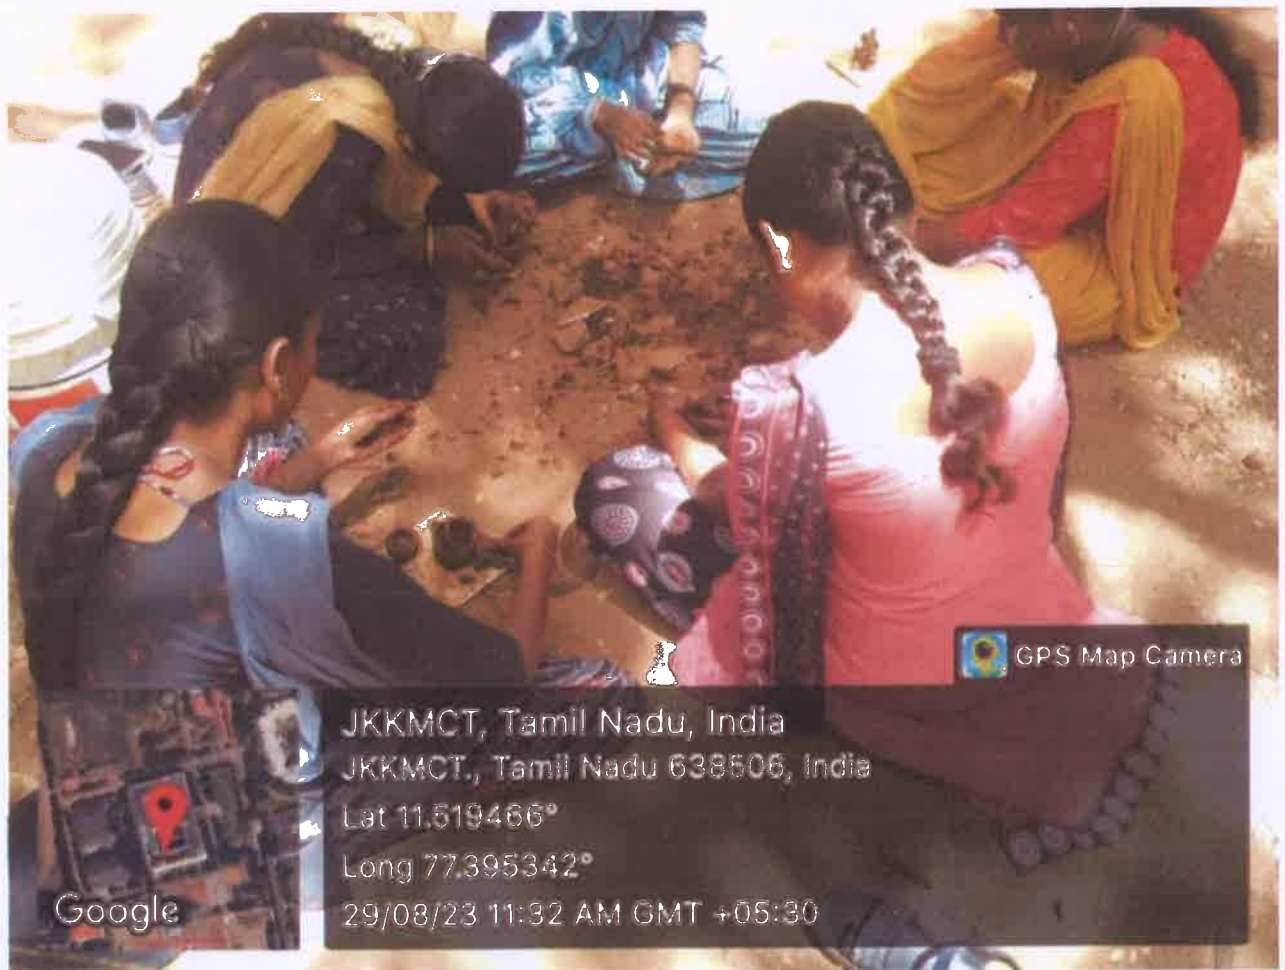 GPS Map Camera
JKKMCT, Tamil Nadu, India
JKKMCT., Tamil Nadu 638506, India
Lat 11.619466°
Long 77.395342°
29/08/23 11:32 AM GMT +05:30
Google